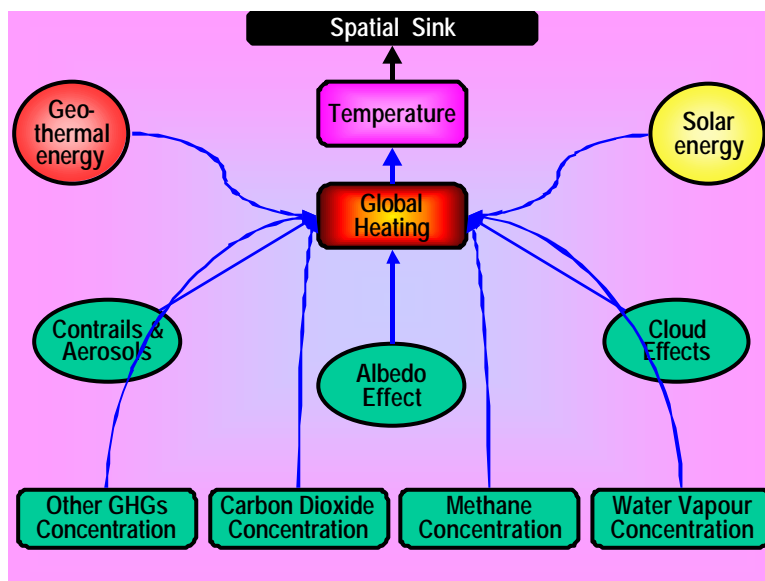 Spatial Sink
Geo-
thermal
energy
Temperature
Solar
energy
Global
Heating
Contrails &
Aerosols
Albedo
Effect
Cloud
Effects
Other GHGs
Concentration
Carbon Dioxide
Concentration
Methane
Concentration
Water Vapour
Concentration